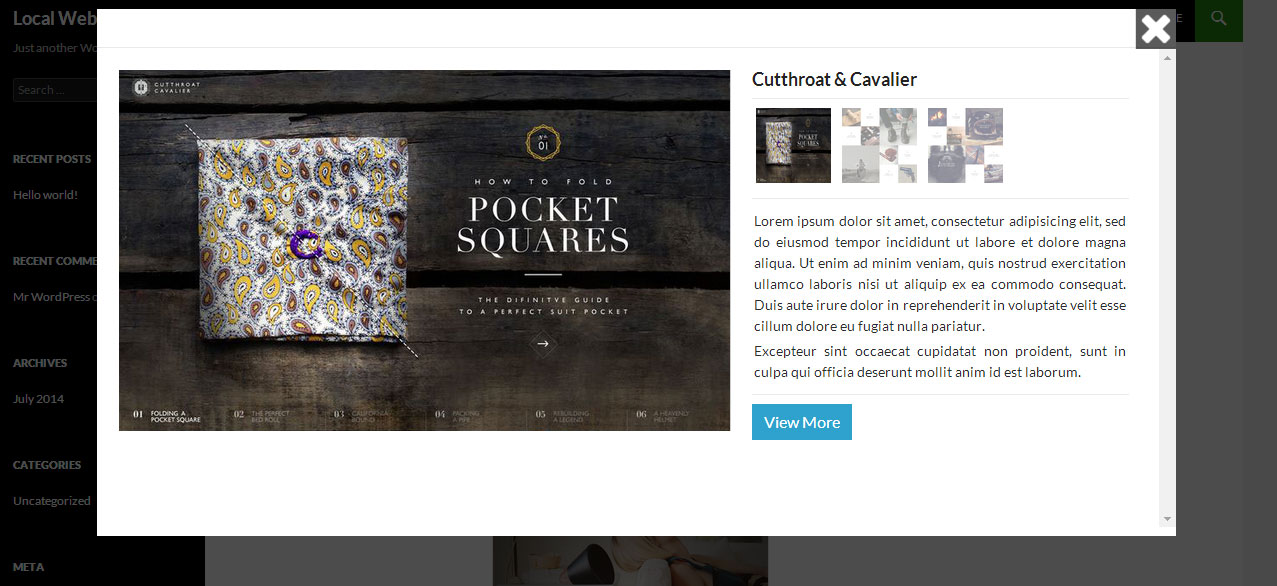 Local Web
Just another Wo
Search ...
RECENT POSTS
Hello world!
RECENT COMME
Mr WordPress o
ARCHIVES
July 2014
CATEGORIES
Uncategorized
META
E
CUTTHROAT
CAVALIER
Nº
01
HOW TO FOLD
POCKET
SQUARES
THE DIFINITVE GUIDE
TO A PERFECT SUIT POCKET
→
01 FOLDING A
POCKET SQUARE
02 THE PERFECT
BED ROLL
03 CALIFORNIA
BOUND
04 PACKING
A PIPE
05 REBUILDING
A LEGEND
06 A HEAVENLY
HELMET
Cutthroat & Cavalier
POCKET
SQUARES
Lorem ipsum dolor sit amet, consectetur adipisicing elit, sed
do eiusmod tempor incididunt ut labore et dolore magna
aliqua. Ut enim ad minim veniam, quis nostrud exercitation
ullamco laboris nisi ut aliquip ex ea commodo consequat.
Duis aute irure dolor in reprehenderit in voluptate velit esse
cillum dolore eu fugiat nulla pariatur.
Excepteur sint occaecat cupidatat non proident, sunt in
culpa qui officia deserunt mollit anim id est laborum.
View More